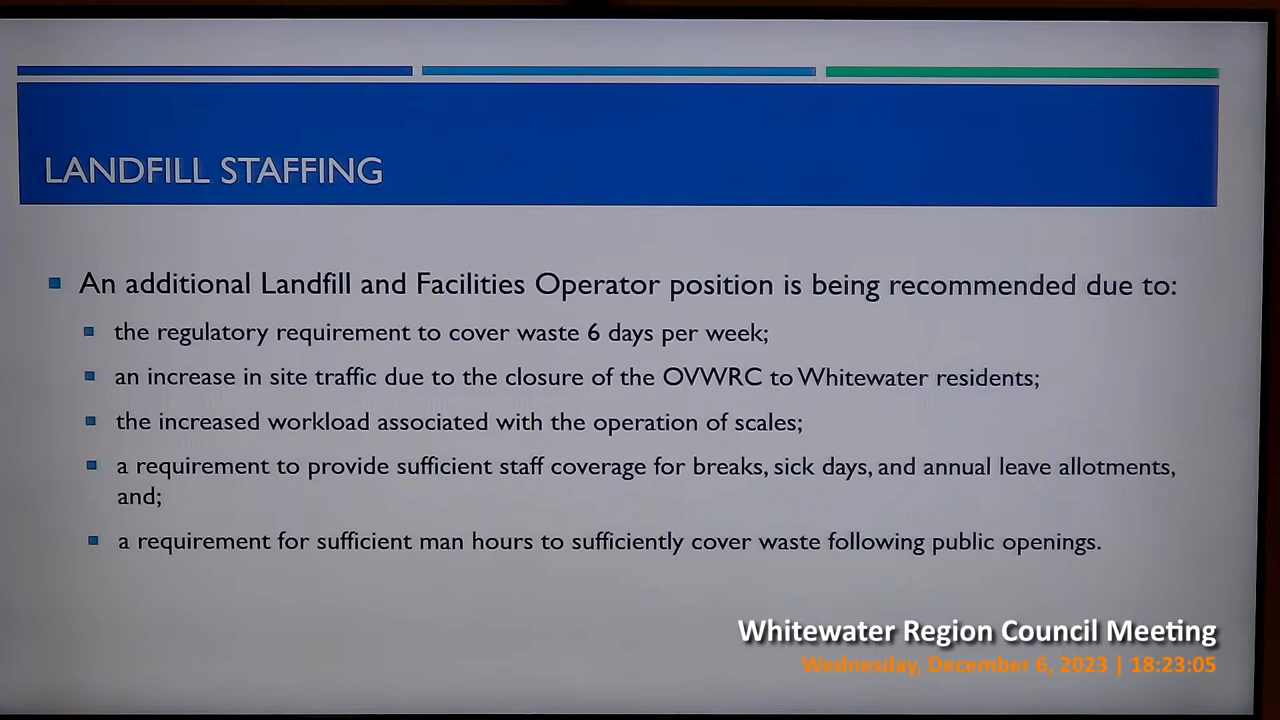 LANDFILL STAFFING
An additional Landfill and Facilities Operator position is being recommended due to:
the regulatory requirement to cover waste 6 days per week;
an increase in site traffic due to the closure of the OVWRC to Whitewater residents;
the increased workload associated with the operation of scales;
a requirement to provide sufficient staff coverage for breaks, sick days, and annual leave allotments,
and;
a requirement for sufficient man hours to sufficiently cover waste following public openings.
Whitewater Region Council Meeting
Wednesday, December 6, 2023 | 18:23:05